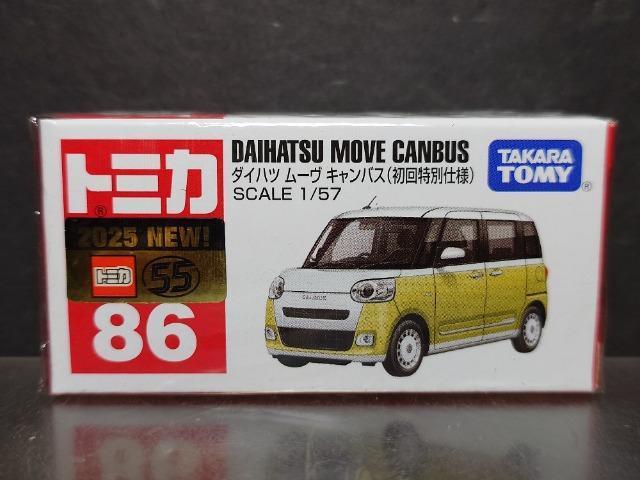 トミカ
®
2025 NEW!
トミカ 55
86
DAIHATSU MOVE CANBUS
ダイハツ ムーヴ キャンバス(初回特別仕様)
SCALE 1/57
TAKARA
TOMY
®